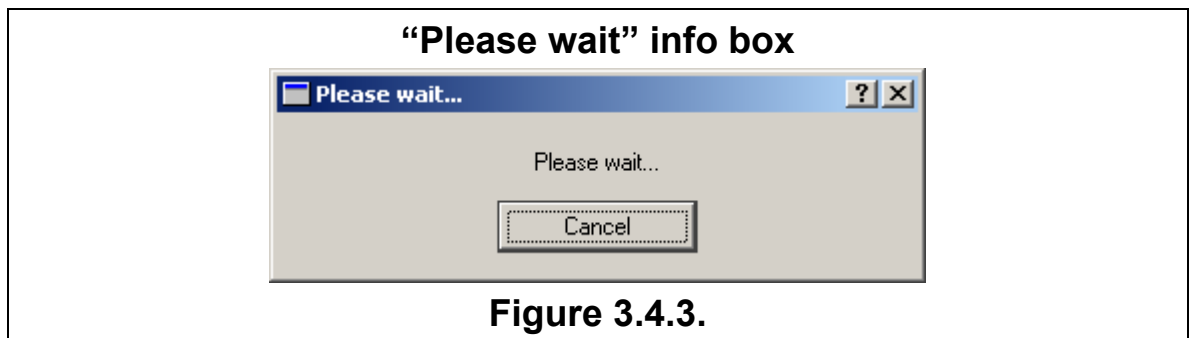 “Please wait” info box
Please wait...
Please wait...
Cancel
Figure 3.4.3.